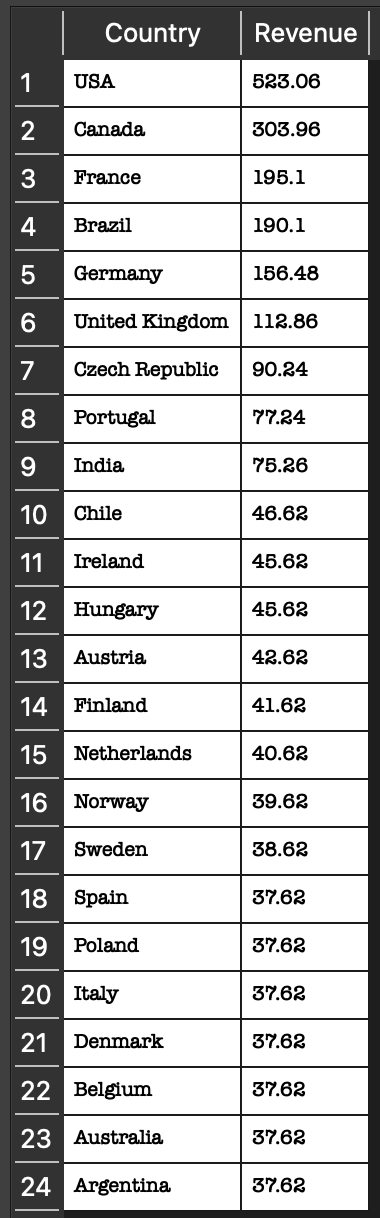 Country Revenue
1 USA 523.06
2 Canada 303.96
3 France 195.1
4 Brazil 190.1
5 Germany 156.48
6 United Kingdom 112.86
7 Czech Republic 90.24
8 Portugal 77.24
9 India 75.26
10 Chile 46.62
11 Ireland 45.62
12 Hungary 45.62
13 Austria 42.62
14 Finland 41.62
15 Netherlands 40.62
16 Norway 39.62
17 Sweden 38.62
18 Spain 37.62
19 Poland 37.62
20 Italy 37.62
21 Denmark 37.62
22 Belgium 37.62
23 Australia 37.62
24 Argentina 37.62